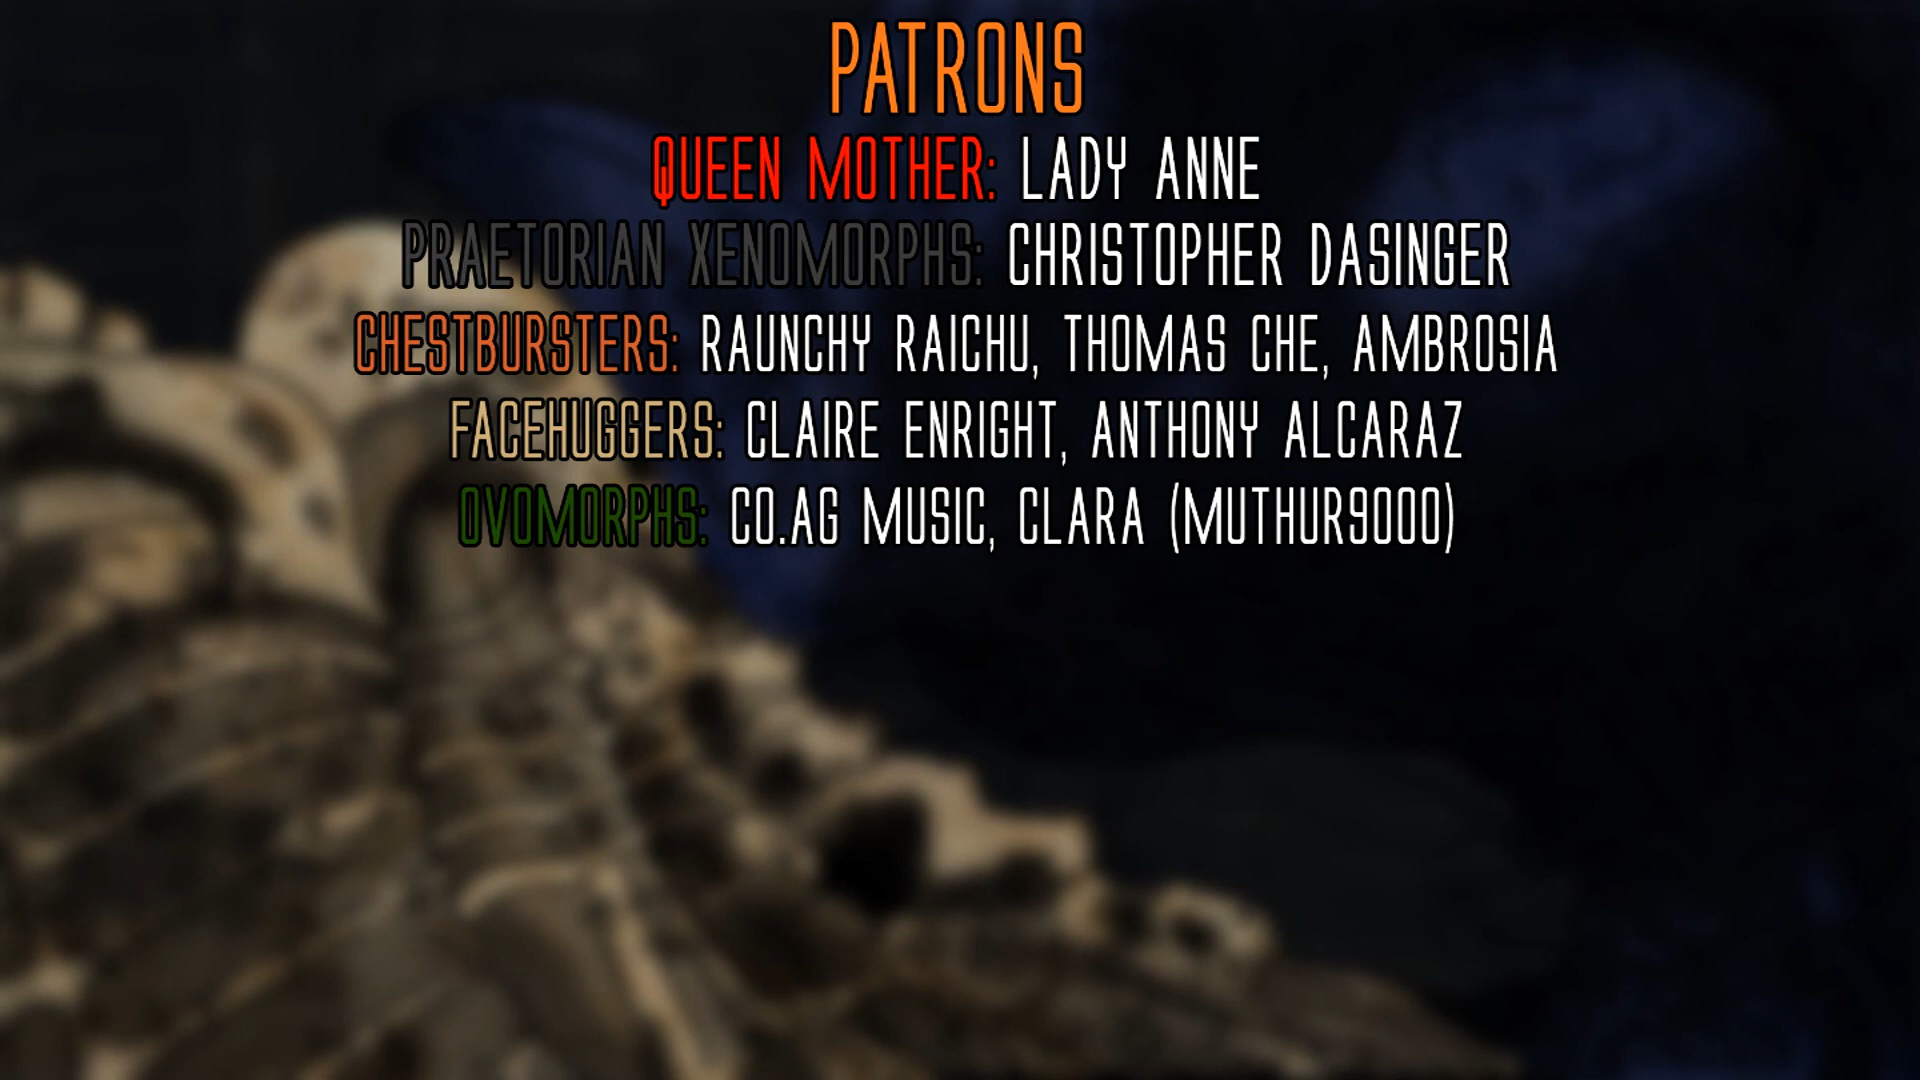 PATRONS
QUEEN MOTHER: LADY ANNE
PRAETORIAN XENOMORPHS: CHRISTOPHER DASINGER
CHESTBURSTERS: RAUNCHY RAICHU, THOMAS CHE, AMBROSIA
FACEHUGGERS: CLAIRE ENRIGHT, ANTHONY ALCARAZ
OVOMORPHS: CO.AG MUSIC, CLARA (MUTHUR9000)